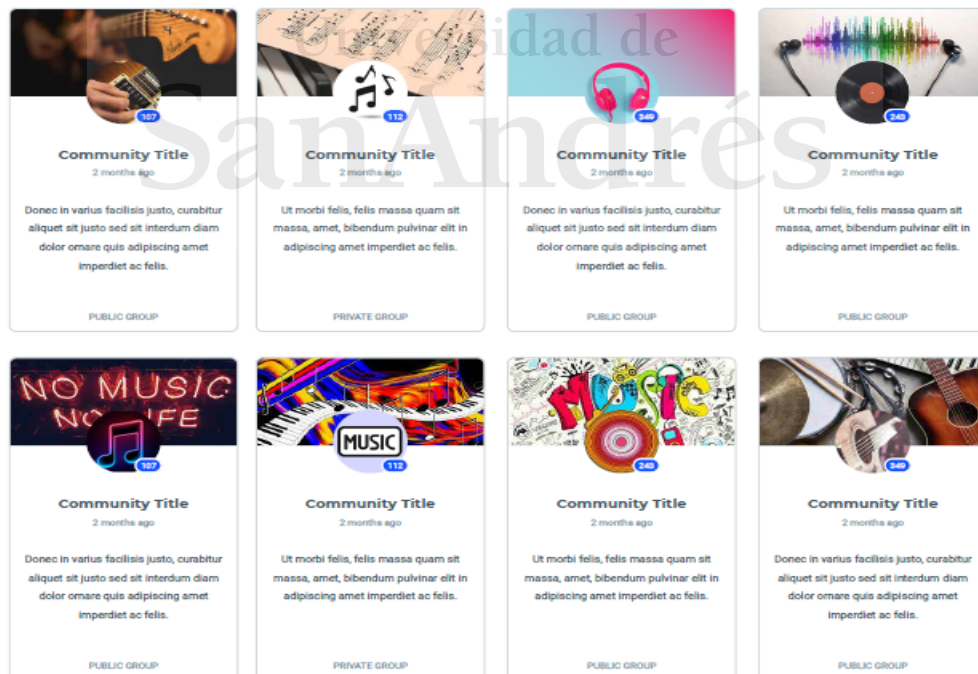 Universidad de
SanAndrés
107
112
349
243
Community Title
2 months ago
Donec in varius facilisis justo, curabitur
aliquet sit justo sed sit interdum diam
dolor ornare quis adipiscing amet
imperdiet ac felis.
PUBLIC GROUP
Community Title
2 months ago
Ut morbi felis, felis massa quam sit
massa, amet, bibendum pulvinar elit in
adipiscing amet imperdiet ac felis.
PRIVATE GROUP
Community Title
2 months ago
Donec in varius facilisis justo, curabitur
aliquet sit justo sed sit interdum diam
dolor ornare quis adipiscing amet
imperdiet ac felis.
PUBLIC GROUP
Community Title
2 months ago
Ut morbi felis, felis massa quam sit
massa, amet, bibendum pulvinar elit in
adipiscing amet imperdiet ac felis.
PUBLIC GROUP
NO MUSIC
NO LIFE
107
Community Title
2 months ago
Donec in varius facilisis justo, curabitur
aliquet sit justo sed sit interdum diam
dolor ornare quis adipiscing amet
imperdiet ac felis.
PUBLIC GROUP
MUSIC
112
Community Title
2 months ago
Ut morbi felis, felis massa quam sit
massa, amet, bibendum pulvinar elit in
adipiscing amet imperdiet ac felis.
PRIVATE GROUP
MUSIC
243
Community Title
2 months ago
Ut morbi felis, felis massa quam sit
massa, amet, bibendum pulvinar elit in
adipiscing amet imperdiet ac felis.
PUBLIC GROUP
349
Community Title
2 months ago
Donec in varius facilisis justo, curabitur
aliquet sit justo sed sit interdum diam
dolor ornare quis adipiscing amet
imperdiet ac felis.
PUBLIC GROUP